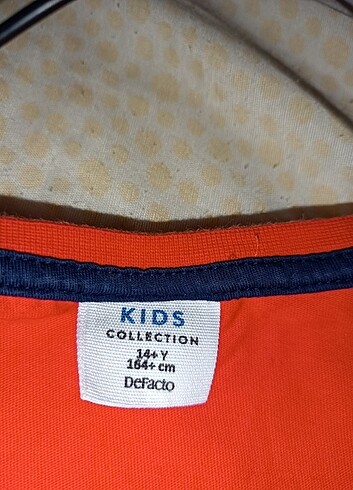 KIDS
COLLECTION
14+ Y
164+ cm
DeFacto